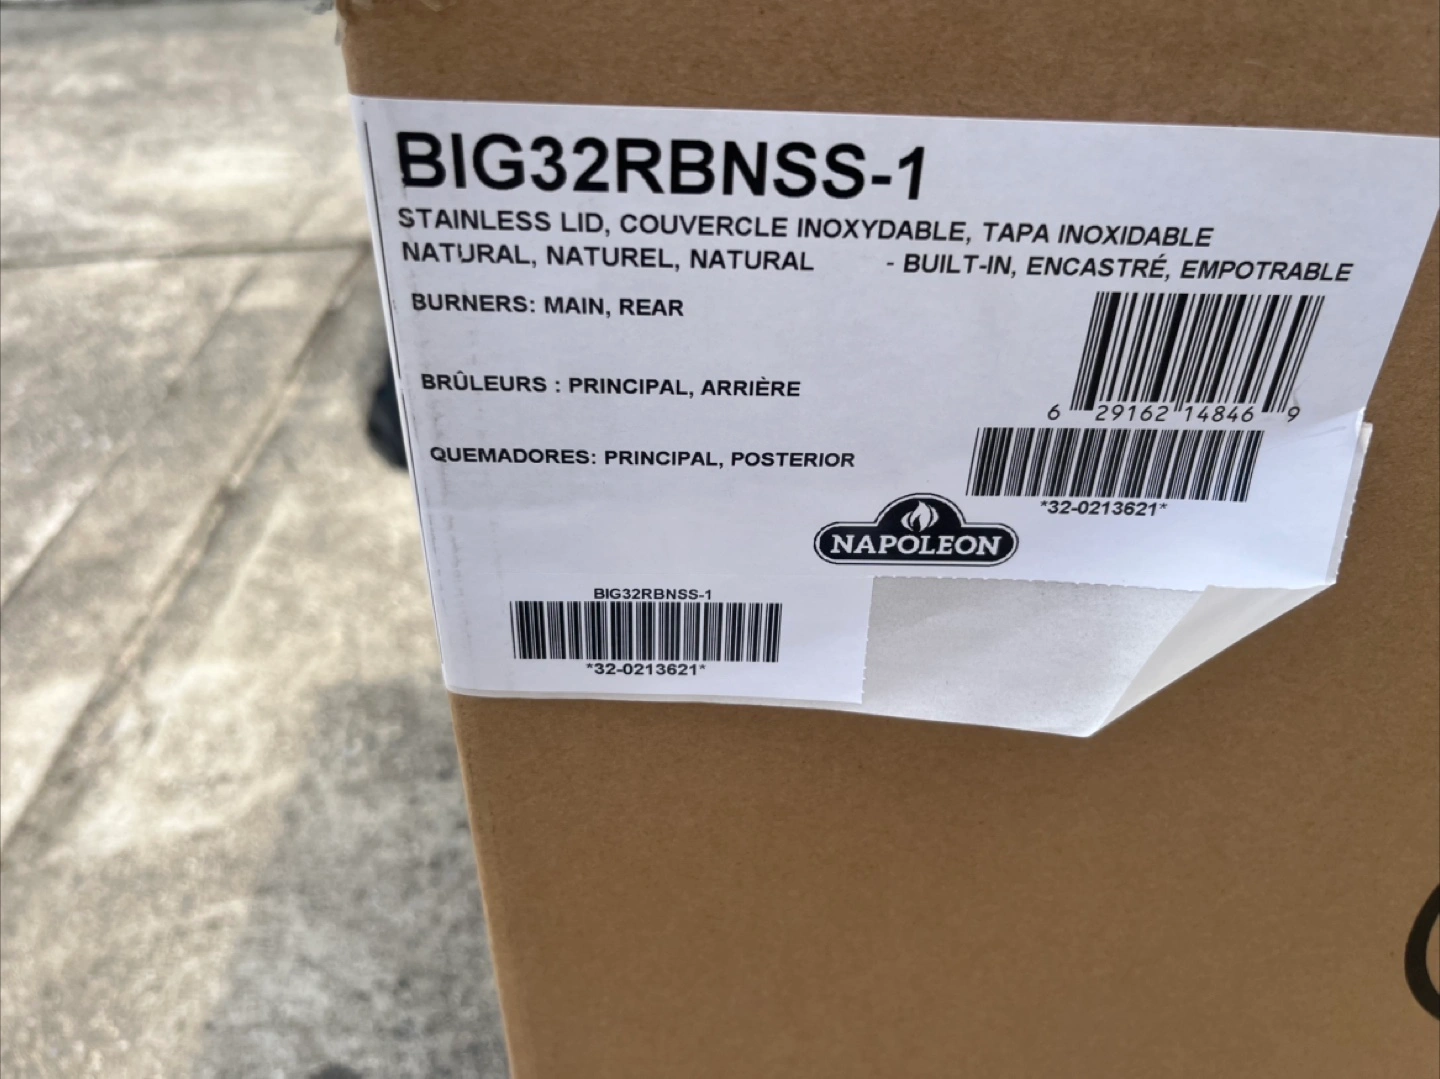 BIG32RBNSS-1
STAINLESS LID, COUVERCLE INOXYDABLE, TAPA INOXIDABLE
NATURAL, NATUREL, NATURAL - BUILT-IN, ENCASTRÉ, EMPOTRABLE
BURNERS: MAIN, REAR
BRÛLEURS : PRINCIPAL, ARRIÈRE
QUEMADORES: PRINCIPAL, POSTERIOR
6 29162 14846 9
*32-0213621*
NAPOLEON
BIG32RBNSS-1
*32-0213621*